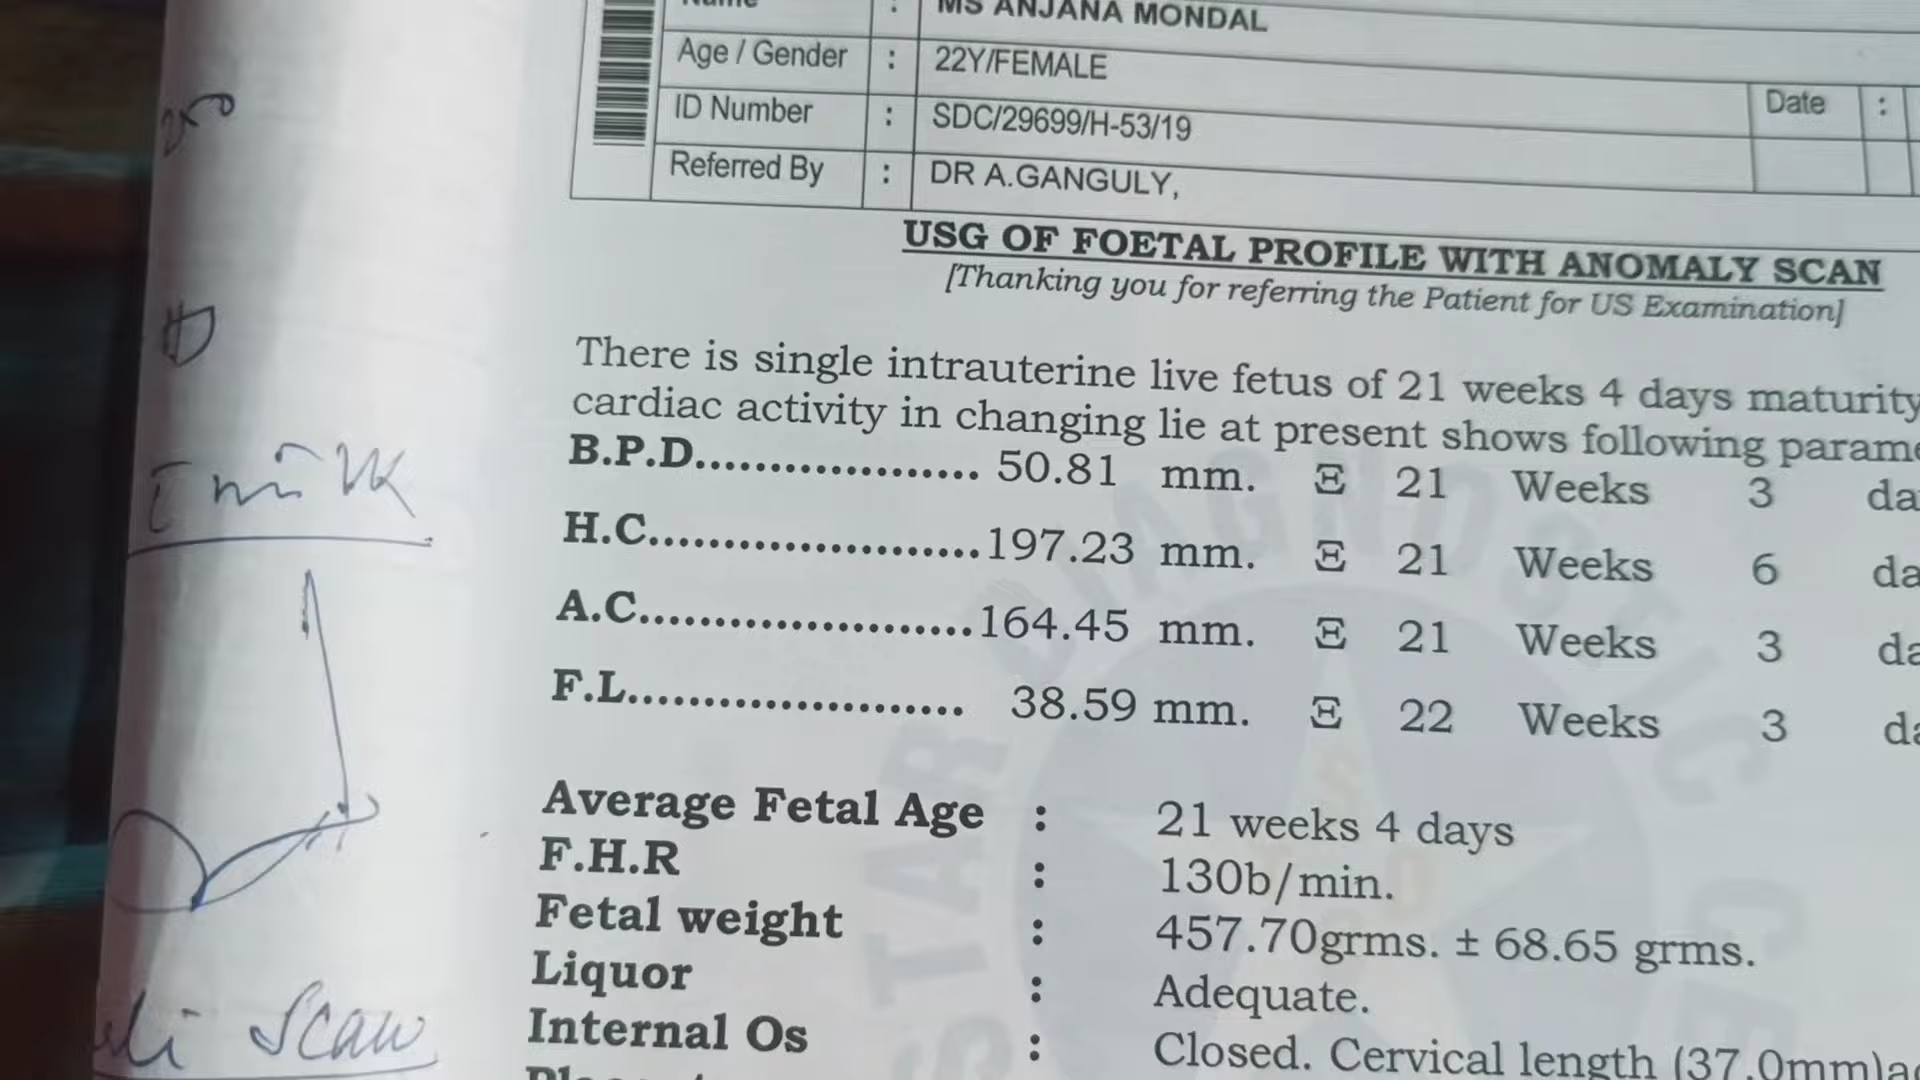 MS ANJANA MONDAL
Age / Gender : 22Y/FEMALE
ID Number : SDC/29699/H-53/19 Date :
Referred By : DR A.GANGULY,
USG OF FOETAL PROFILE WITH ANOMALY SCAN
[Thanking you for referring the Patient for US Examination]
There is single intrauterine live fetus of 21 weeks 4 days maturity
cardiac activity in changing lie at present shows following parame
B.P.D................... 50.81 mm. Ξ 21 Weeks 3 da
H.C......................197.23 mm. Ξ 21 Weeks 6 da
A.C......................164.45 mm. Ξ 21 Weeks 3 da
F.L...................... 38.59 mm. Ξ 22 Weeks 3 da
Average Fetal Age : 21 weeks 4 days
F.H.R : 130b/min.
Fetal weight : 457.70grms. ± 68.65 grms.
Liquor : Adequate.
Internal Os : Closed. Cervical length (37.0mm)a
STAR DIAGNOSTIC CE
Scan